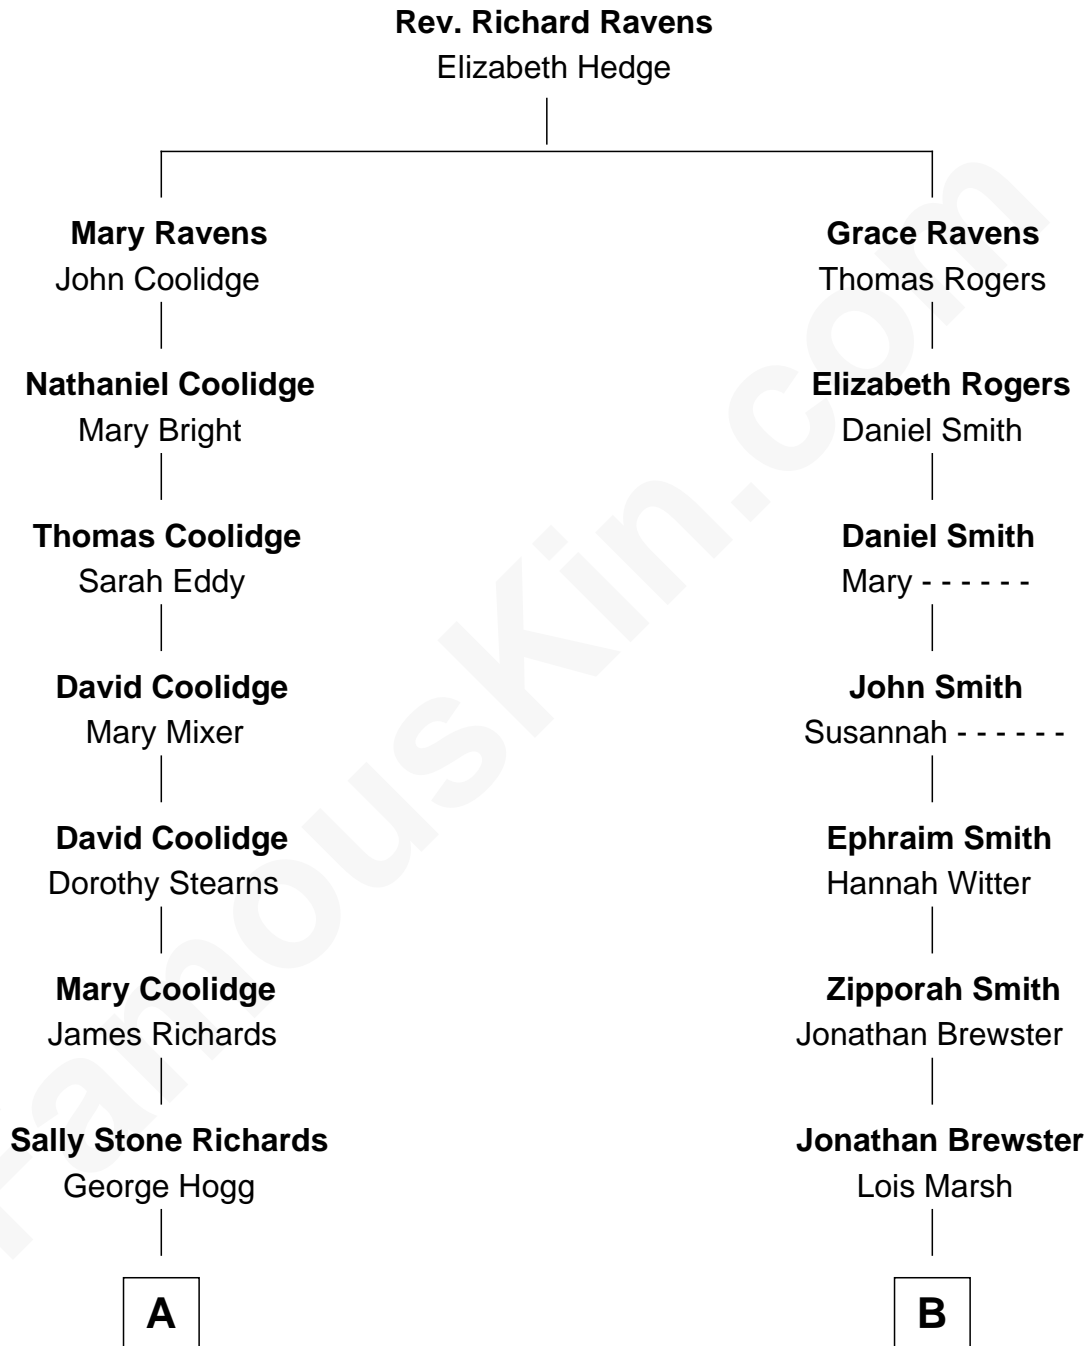 Rev. Richard Ravens
Elizabeth Hedge
Mary Ravens
John Coolidge
Grace Ravens
Thomas Rogers
Nathaniel Coolidge
Mary Bright
Elizabeth Rogers
Daniel Smith
Thomas Coolidge
Sarah Eddy
Daniel Smith
Mary - - - - - -
David Coolidge
Mary Mixer
John Smith
Susannah - - - - - -
David Coolidge
Dorothy Stearns
Ephraim Smith
Hannah Witter
Mary Coolidge
James Richards
Zipporah Smith
Jonathan Brewster
Sally Stone Richards
George Hogg
Jonathan Brewster
Lois Marsh
A
B
FamousKin.com